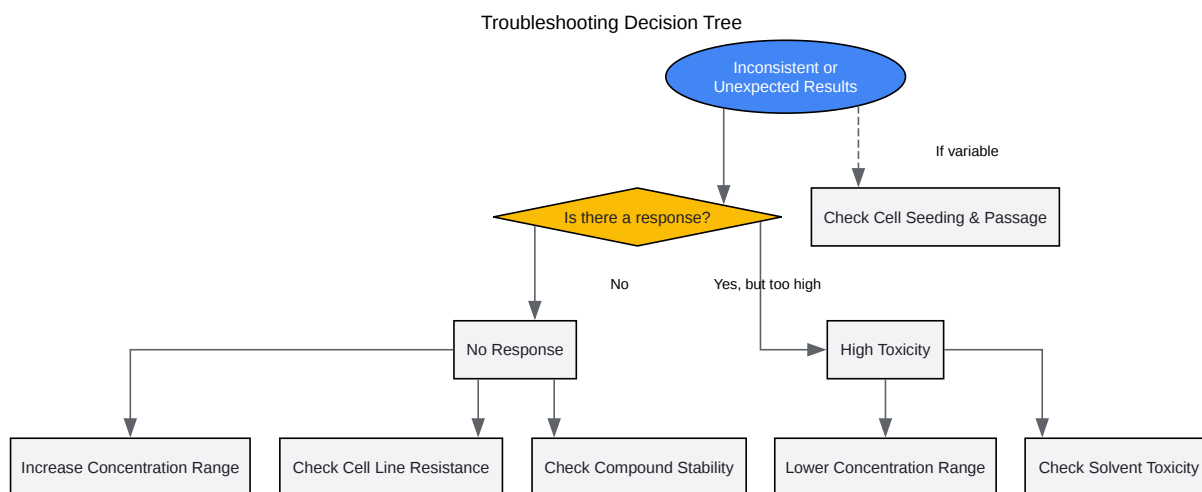 Troubleshooting Decision Tree
Inconsistent or
Unexpected Results
If variable
Is there a response?
Check Cell Seeding & Passage
No
Yes, but too high
No Response
High Toxicity
Increase Concentration Range
Check Cell Line Resistance
Check Compound Stability
Lower Concentration Range
Check Solvent Toxicity